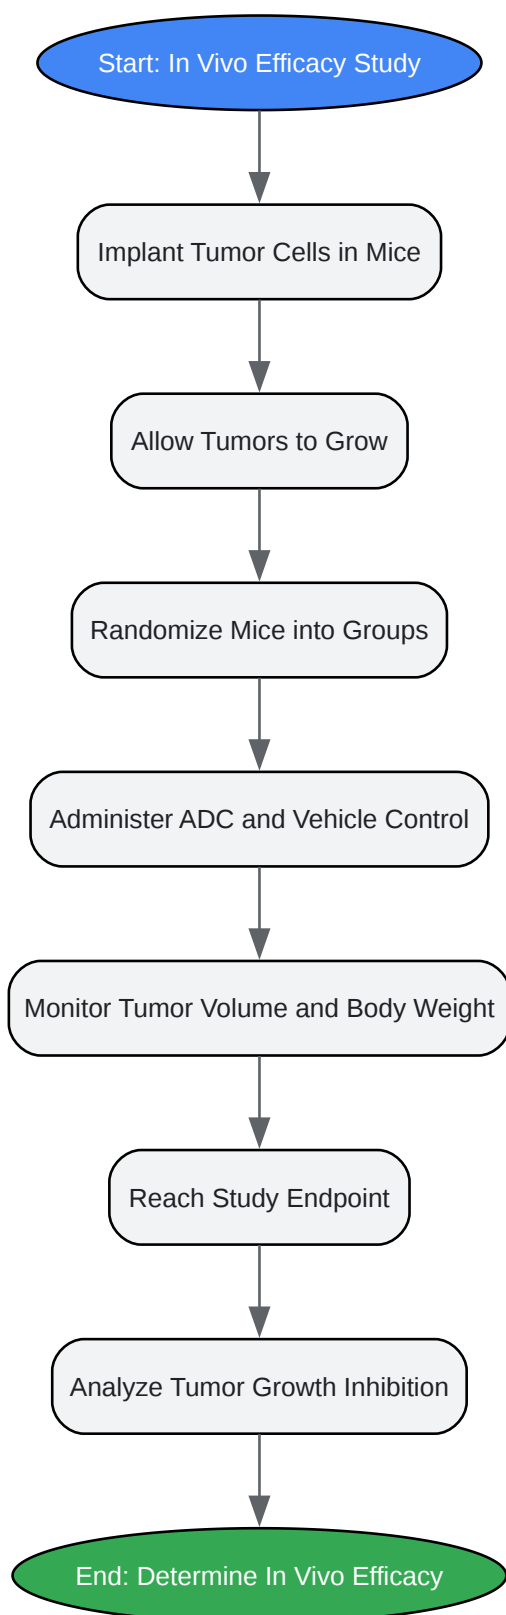 Start: In Vivo Efficacy Study
Implant Tumor Cells in Mice
Allow Tumors to Grow
Randomize Mice into Groups
Administer ADC and Vehicle Control
Monitor Tumor Volume and Body Weight
Reach Study Endpoint
Analyze Tumor Growth Inhibition
End: Determine In Vivo Efficacy